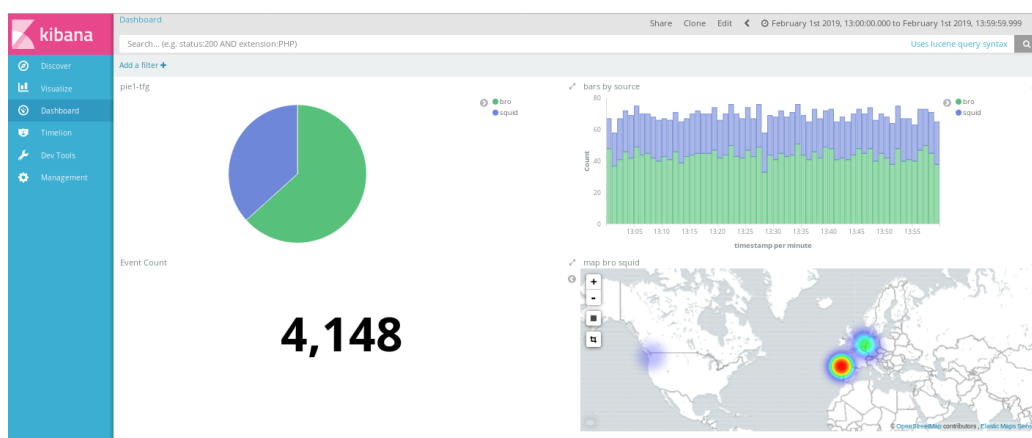 kibana
Discover
Visualize
Dashboard
Timelion
Dev Tools
Management
Dashboard
Share Clone Edit February 1st 2019, 13:00:00.000 to February 1st 2019, 13:59:59.999
Search... (e.g. status:200 AND extension:PHP)
Uses lucene query syntax
Add a filter +
pie1-tfg
bro
squid
bars by source
80
60
40
20
0
Count
13:05 13:10 13:15 13:20 13:25 13:30 13:35 13:40 13:45 13:50 13:55
timestamp per minute
bro
squid
Event Count
4,148
map bro squid
+
-
© OpenStreetMap contributors , Elastic Maps Serv